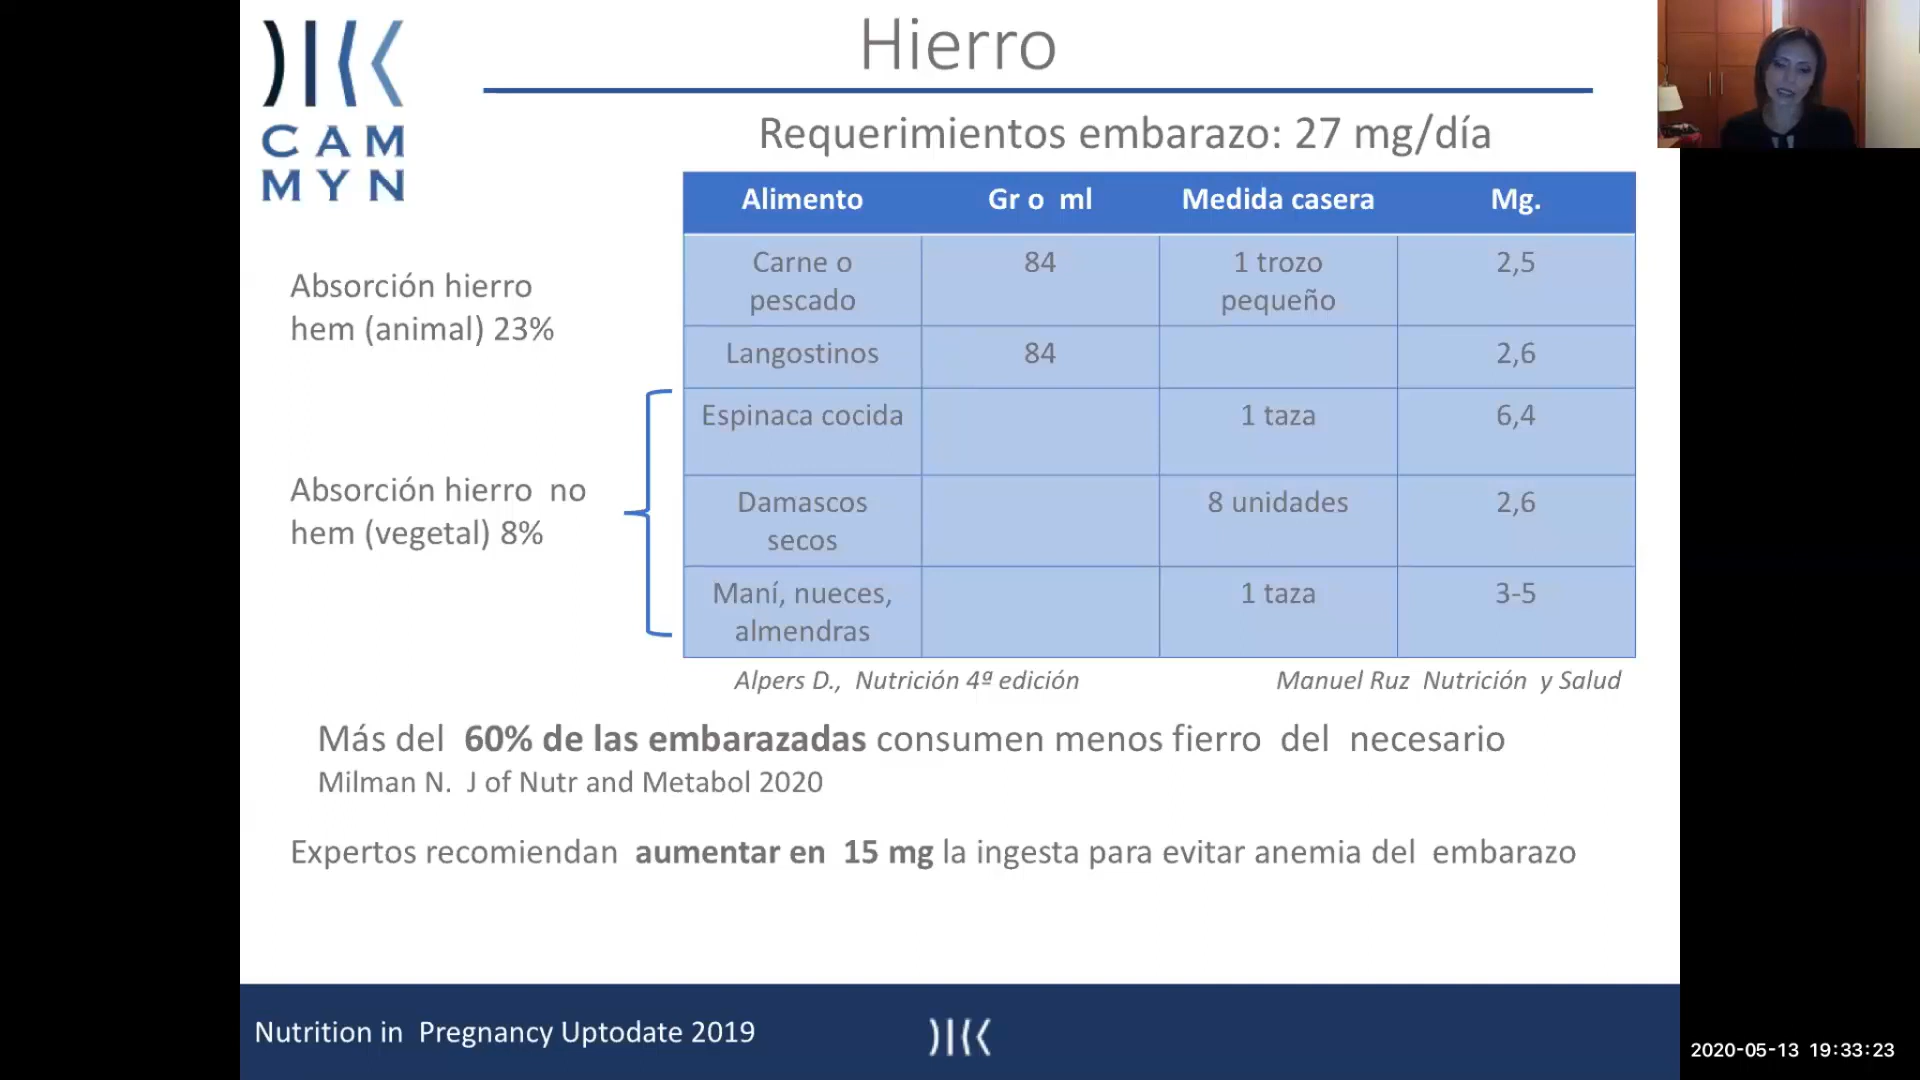 Hierro
CAM
MYN
Requerimientos embarazo: 27 mg/día
Alimento Gr o ml Medida casera Mg.
Carne o pescado 84 1 trozo pequeño 2,5
Langostinos 84 2,6
Espinaca cocida 1 taza 6,4
Damascos secos 8 unidades 2,6
Maní, nueces, almendras 1 taza 3-5
Absorción hierro
hem (animal) 23%
Absorción hierro no
hem (vegetal) 8%
Alpers D., Nutrición 4ª edición Manuel Ruz Nutrición y Salud
Más del 60% de las embarazadas consumen menos fierro del necesario
Milman N. J of Nutr and Metabol 2020
Expertos recomiendan aumentar en 15 mg la ingesta para evitar anemia del embarazo
Nutrition in Pregnancy Uptodate 2019
2020-05-13 19:33:23